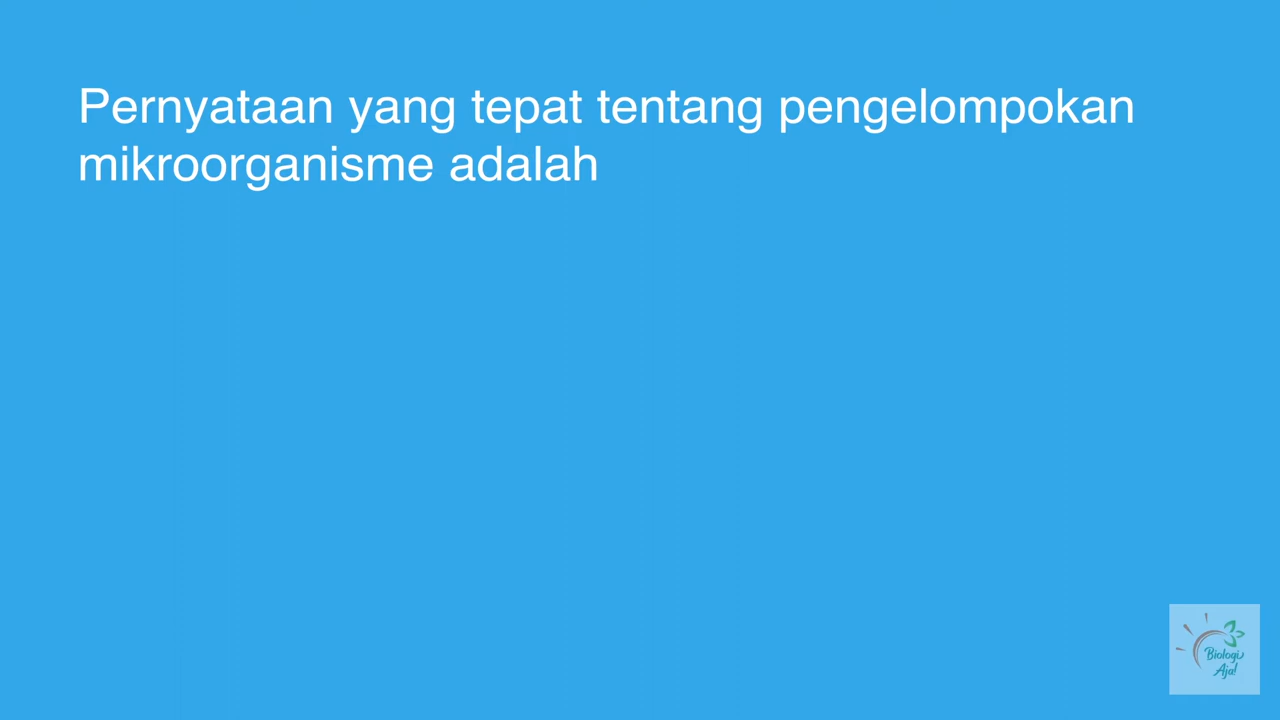 Pernyataan yang tepat tentang pengelompokan
mikroorganisme adalah
Biologi
Aja!